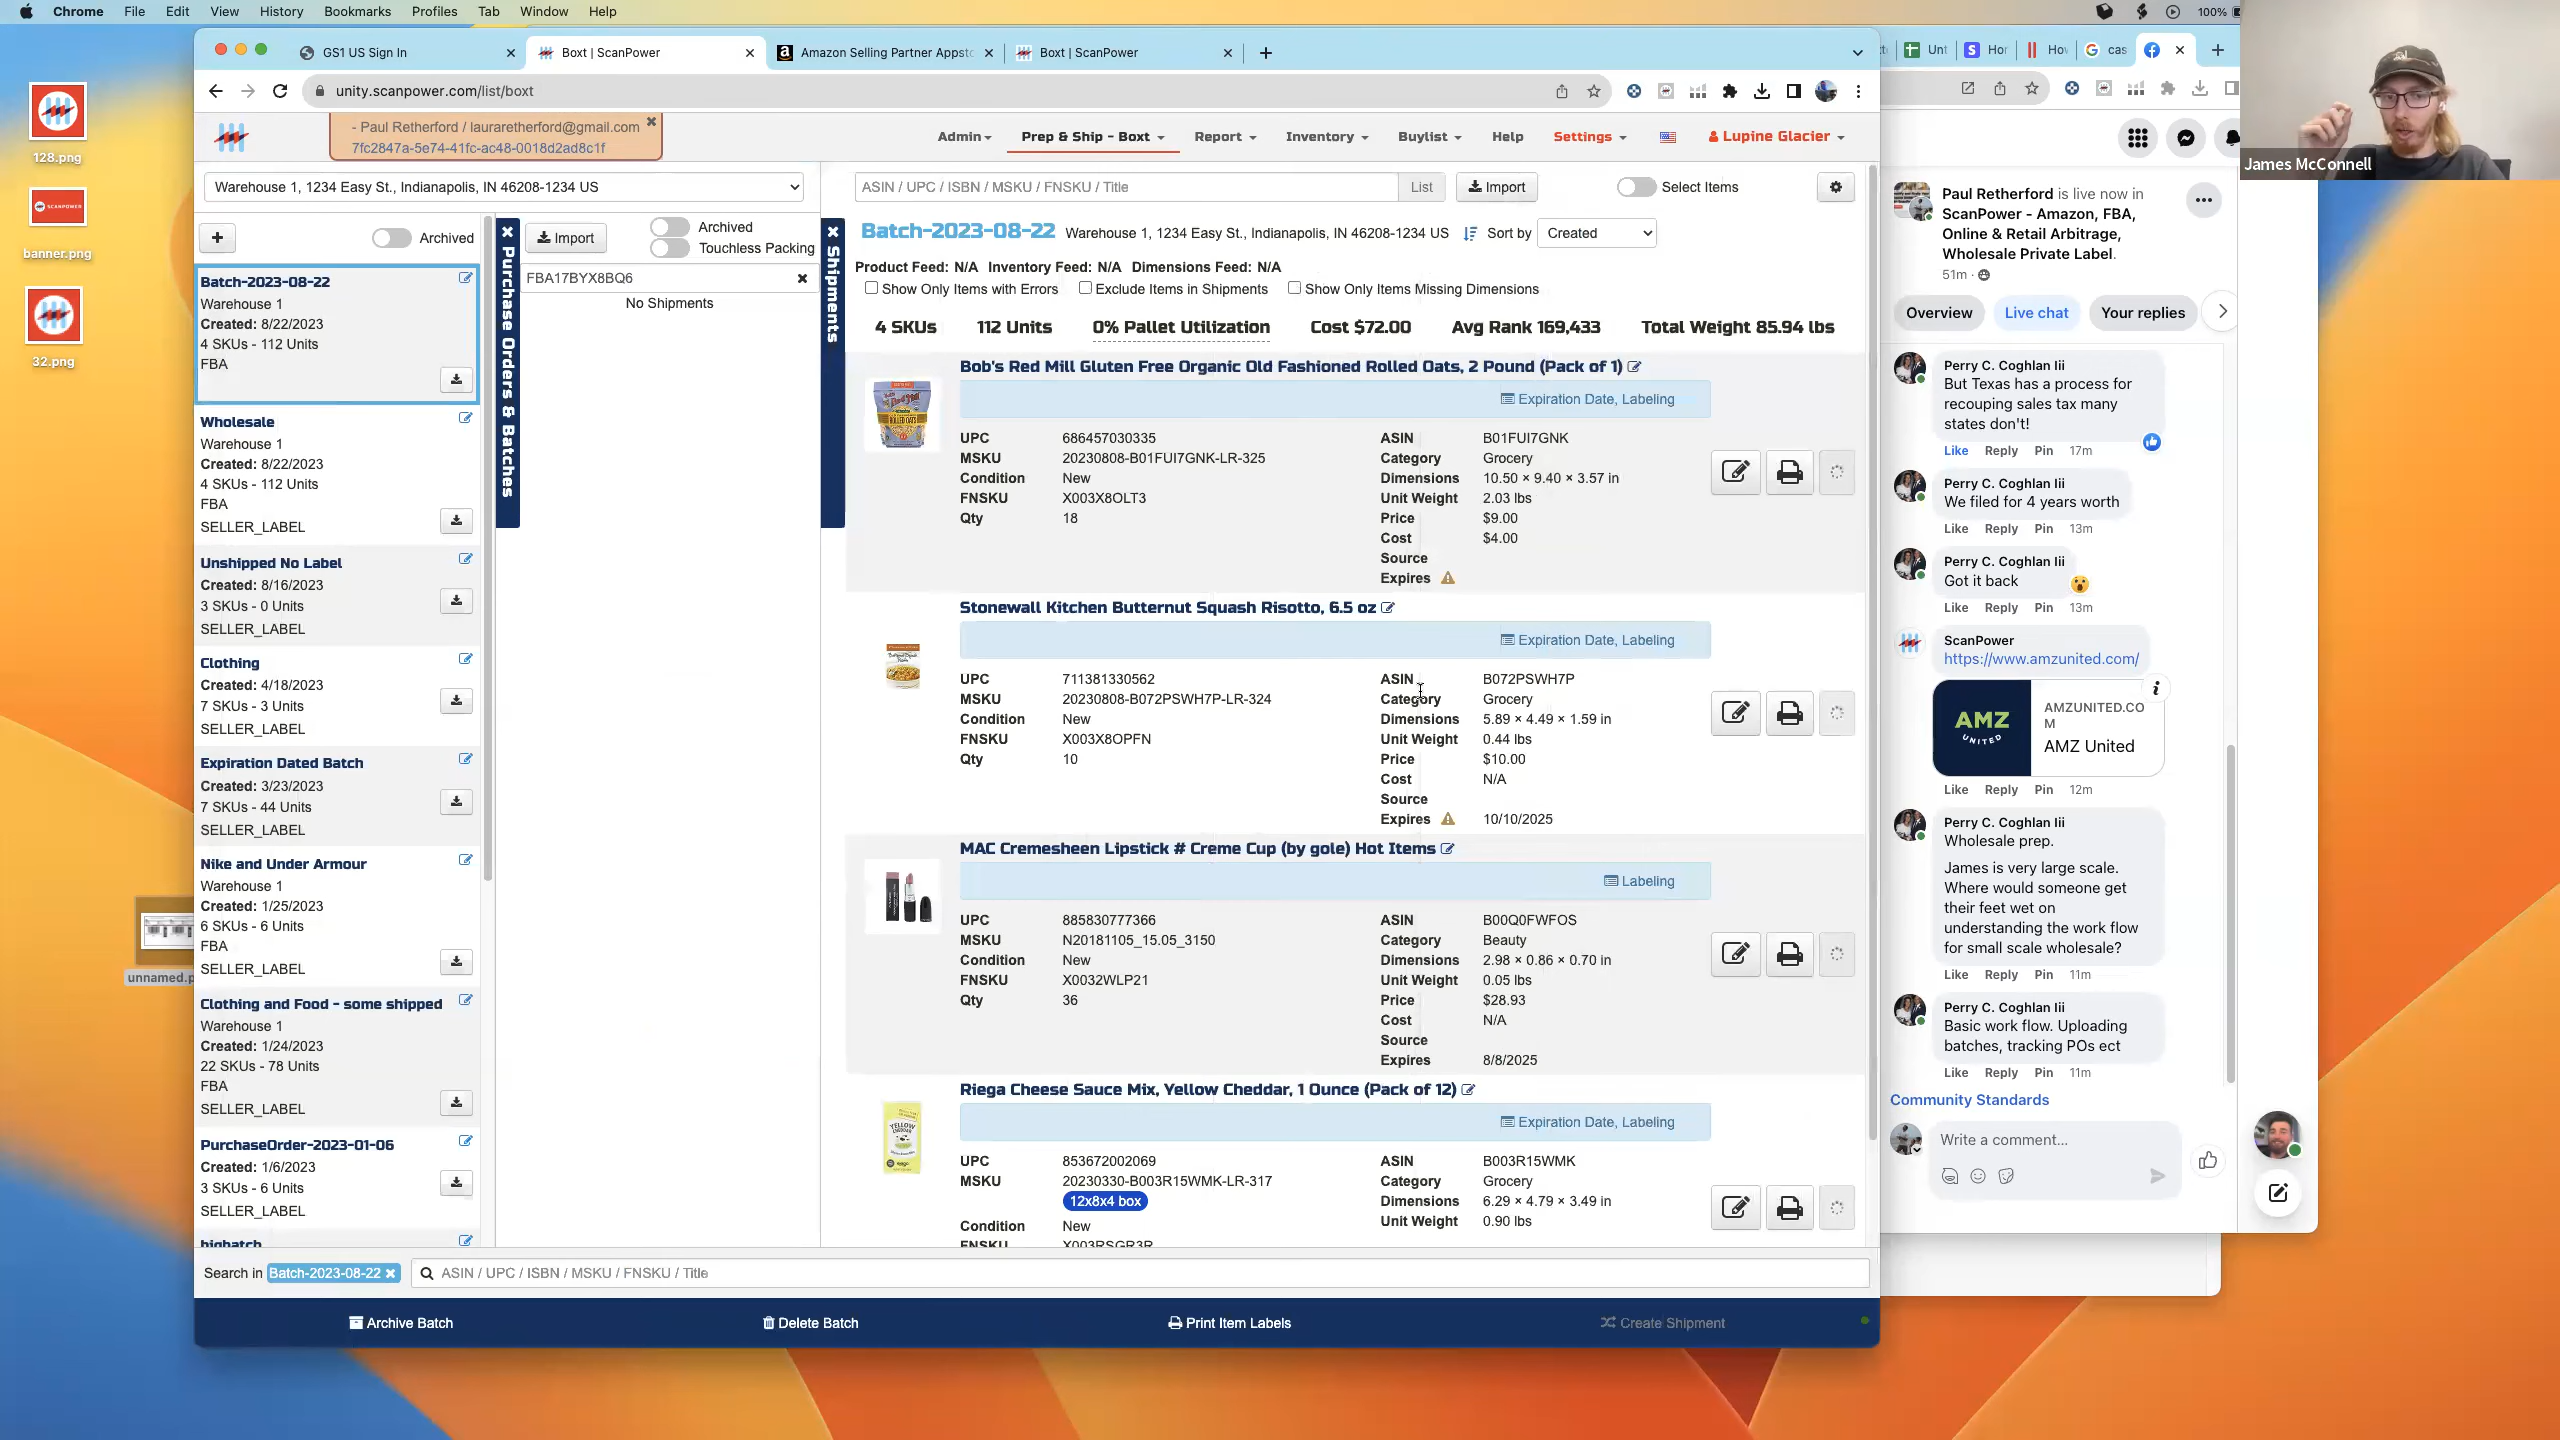 Chrome File Edit View History Bookmarks Profiles Tab Window Help
100%
128.png
banner.png
32.png
GS1 US Sign In
Boxt | ScanPower
Amazon Selling Partner Appsto
Boxt | ScanPower
unity.scanpower.com/list/boxt
- Paul Retherford / lauraretherford@gmail.com
7fc2847a-5e74-41fc-ac48-0018d2ad8c1f
Admin Prep & Ship - Boxt Report Inventory Buylist Help Settings Lupine Glacier
Warehouse 1, 1234 Easy St., Indianapolis, IN 46208-1234 US
Archived
Batch-2023-08-22
Warehouse 1
Created: 8/22/2023
4 SKUs - 112 Units
FBA
Wholesale
Warehouse 1
Created: 8/22/2023
4 SKUs - 112 Units
FBA
SELLER_LABEL
Unshipped No Label
Created: 8/16/2023
3 SKUs - 0 Units
SELLER_LABEL
Clothing
Created: 4/18/2023
7 SKUs - 3 Units
SELLER_LABEL
Expiration Dated Batch
Created: 3/23/2023
7 SKUs - 44 Units
SELLER_LABEL
Nike and Under Armour
Warehouse 1
Created: 1/25/2023
6 SKUs - 6 Units
FBA
SELLER_LABEL
Clothing and Food - some shipped
Warehouse 1
Created: 1/24/2023
22 SKUs - 78 Units
FBA
SELLER_LABEL
PurchaseOrder-2023-01-06
Created: 1/6/2023
3 SKUs - 6 Units
SELLER_LABEL
bigbatch
unnamed.p
Purchase Orders & Batches
Import
Archived
Touchless Packing
FBA17BYX8BQ6
No Shipments
Shipments
ASIN / UPC / ISBN / MSKU / FNSKU / Title List Import Select Items
Batch-2023-08-22 Warehouse 1, 1234 Easy St., Indianapolis, IN 46208-1234 US Sort by Created
Product Feed: N/A Inventory Feed: N/A Dimensions Feed: N/A
Show Only Items with Errors Exclude Items in Shipments Show Only Items Missing Dimensions
4 SKUs 112 Units 0% Pallet Utilization Cost $72.00 Avg Rank 169,433 Total Weight 85.94 lbs
Bob's Red Mill Gluten Free Organic Old Fashioned Rolled Oats, 2 Pound (Pack of 1)
Expiration Date, Labeling
UPC 686457030335
MSKU 20230808-B01FUI7GNK-LR-325
Condition New
FNSKU X003X8OLT3
Qty 18
ASIN B01FUI7GNK
Category Grocery
Dimensions 10.50 × 9.40 × 3.57 in
Unit Weight 2.03 lbs
Price $9.00
Cost $4.00
Source
Expires
Stonewall Kitchen Butternut Squash Risotto, 6.5 oz
Expiration Date, Labeling
UPC 711381330562
MSKU 20230808-B072PSWH7P-LR-324
Condition New
FNSKU X003X8OPFN
Qty 10
ASIN B072PSWH7P
Category Grocery
Dimensions 5.89 × 4.49 × 1.59 in
Unit Weight 0.44 lbs
Price $10.00
Cost N/A
Source
Expires 10/10/2025
MAC Cremesheen Lipstick # Creme Cup (by gole) Hot Items
Labeling
UPC 885830777366
MSKU N20181105_15.05_3150
Condition New
FNSKU X0032WLP21
Qty 36
ASIN B00Q0FWFOS
Category Beauty
Dimensions 2.98 × 0.86 × 0.70 in
Unit Weight 0.05 lbs
Price $28.93
Cost N/A
Source
Expires 8/8/2025
Riega Cheese Sauce Mix, Yellow Cheddar, 1 Ounce (Pack of 12)
Expiration Date, Labeling
UPC 853672002069
MSKU 20230330-B003R15WMK-LR-317
12x8x4 box
Condition New
FNSKU X003RSGR3R
ASIN B003R15WMK
Category Grocery
Dimensions 6.29 × 4.79 × 3.49 in
Unit Weight 0.90 lbs
Search in Batch-2023-08-22 ASIN / UPC / ISBN / MSKU / FNSKU / Title
Archive Batch Delete Batch Print Item Labels Create Shipment
Unt
Hor
Hov
cas
James McConnell
Paul Retherford is live now in
ScanPower - Amazon, FBA,
Online & Retail Arbitrage,
Wholesale Private Label.
51m
Overview Live chat Your replies
Perry C. Coghlan Iii
But Texas has a process for
recouping sales tax many
states don't!
Like Reply Pin 17m
Perry C. Coghlan Iii
We filed for 4 years worth
Like Reply Pin 13m
Perry C. Coghlan Iii
Got it back
Like Reply Pin 13m
ScanPower
https://www.amzunited.com/
AMZ
UNITED
AMZUNITED.CO
M
AMZ United
Like Reply Pin 12m
Perry C. Coghlan Iii
Wholesale prep.
James is very large scale.
Where would someone get
their feet wet on
understanding the work flow
for small scale wholesale?
Like Reply Pin 11m
Perry C. Coghlan Iii
Basic work flow. Uploading
batches, tracking POs ect
Like Reply Pin 11m
Community Standards
Write a comment...